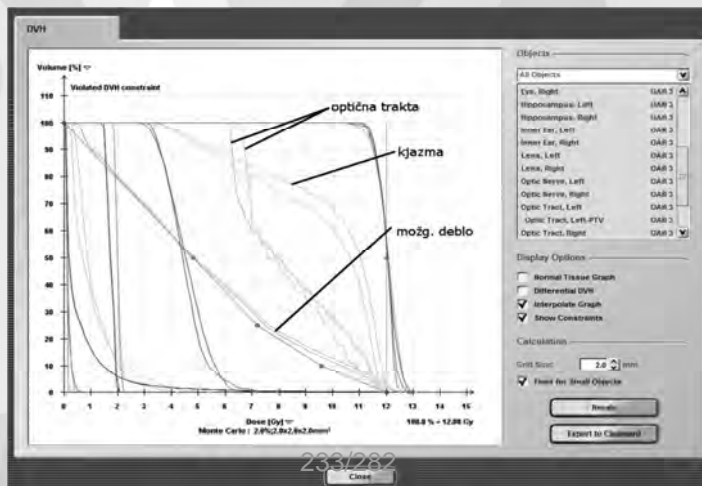 DVH
Volume [%]
Violated DVH constraint
110
100
90
80
70
60
50
40
30
20
10
0
0 1 2 3 4 5 6 7 8 9 10 11 12 13 14 15
Dose [Gy]
100.0 % = 12.00 Gy
Monte Carlo : 2.0%;2.0x2.0x2.0mm³
optična trakta
kjazma
možg. deblo
Objects
All Objects
Eye, Right OAR 3
Hippocampus, Left OAR 3
Hippocampus, Right OAR 3
Inner Ear, Left OAR 3
Inner Ear, Right OAR 3
Lens, Left OAR 3
Lens, Right OAR 3
Optic Nerve, Left OAR 3
Optic Nerve, Right OAR 3
Optic Tract, Left OAR 3
Optic Tract, Left-PTV OAR 3
Optic Tract, Right OAR 3
Display Options
Normal Tissue Graph
Differential DVH
Interpolate Graph
Show Constraints
Calculation
Grid Size: 2.0 mm
Finer for Small Objects
Export to Clipboard
233/282
Close